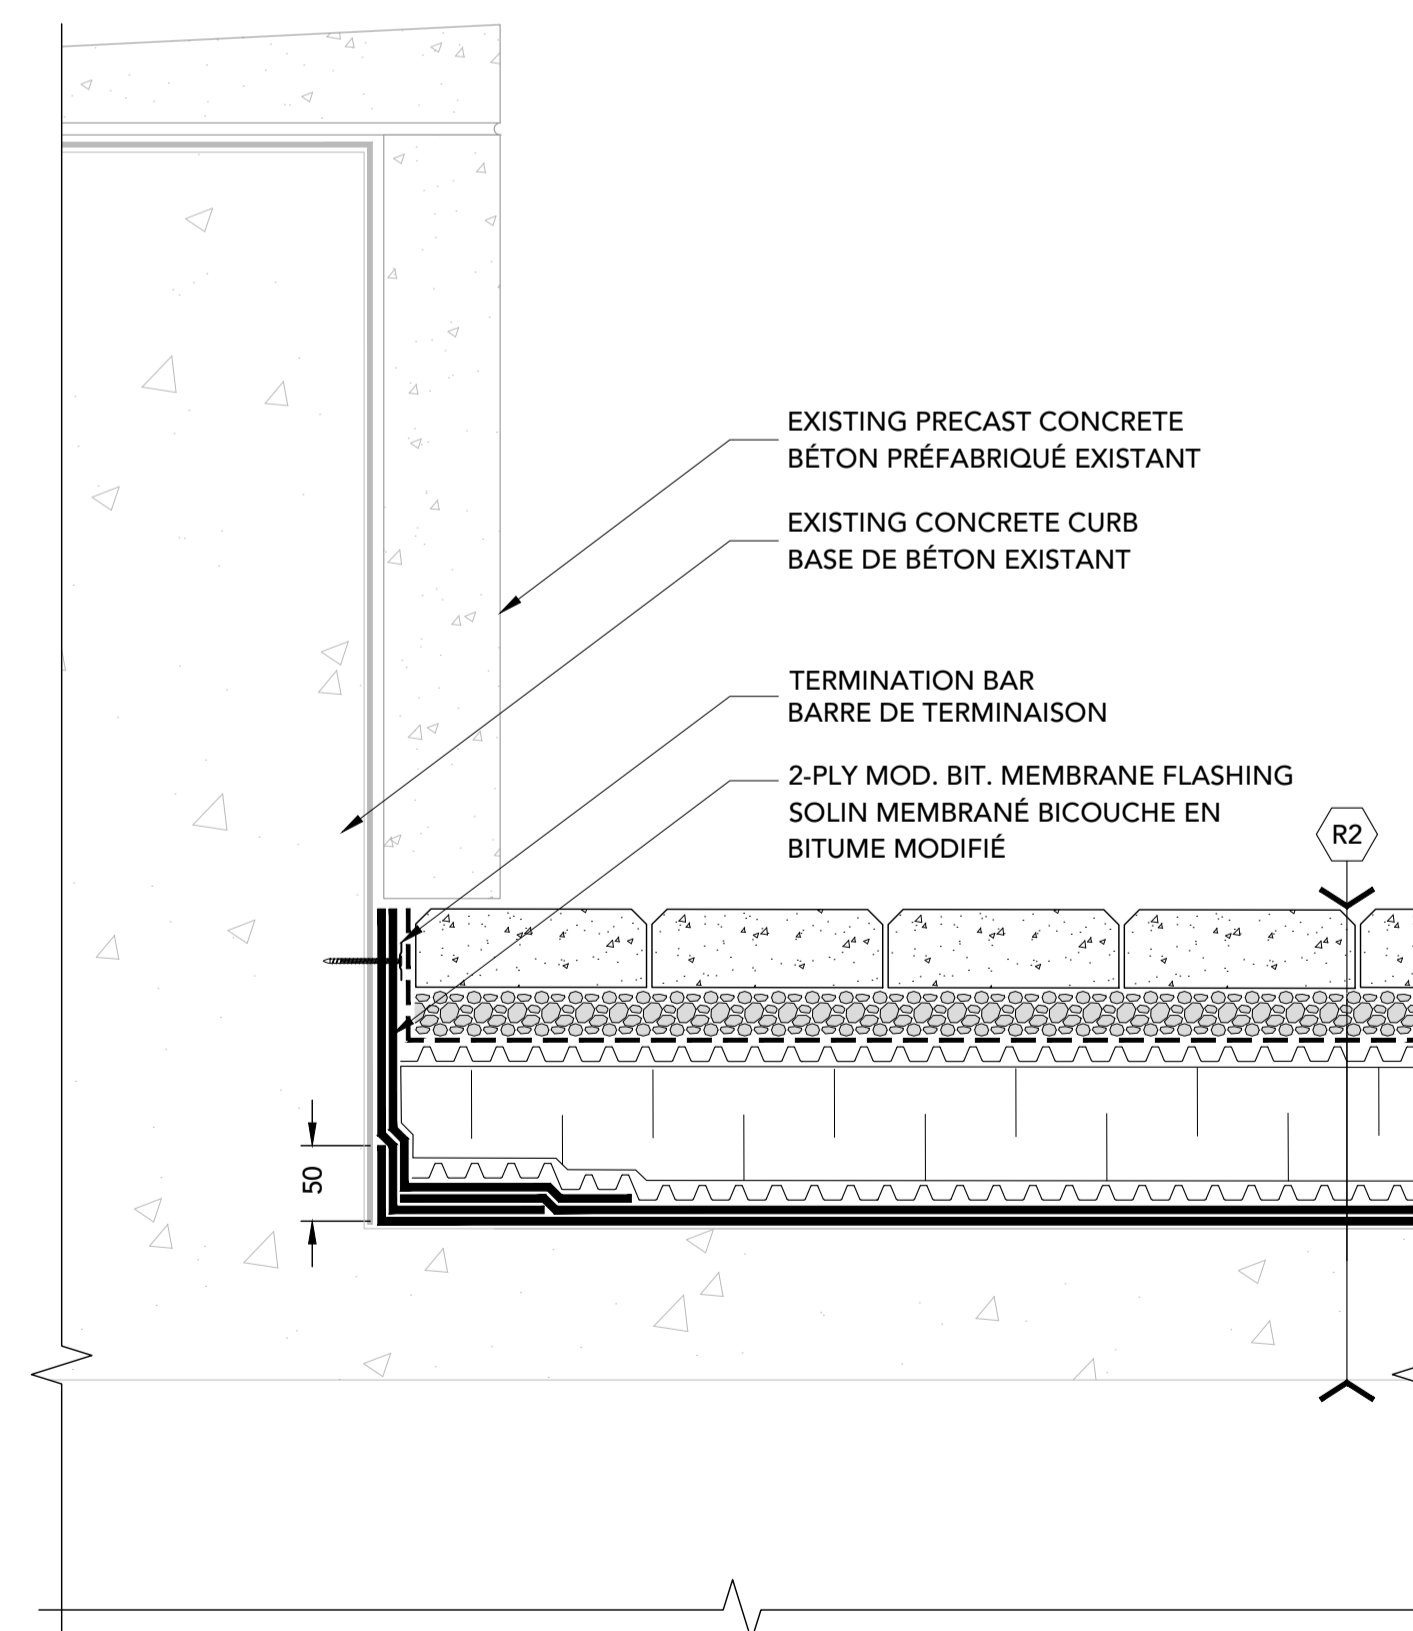 EXISTING PRECAST CONCRETE
BÉTON PRÉFABRIQUÉ EXISTANT
EXISTING CONCRETE CURB
BASE DE BÉTON EXISTANT
TERMINATION BAR
BARRE DE TERMINAISON
2-PLY MOD. BIT. MEMBRANE FLASHING
SOLIN MEMBRANÉ BICOUCHE EN
BITUME MODIFIÉ
R2
50